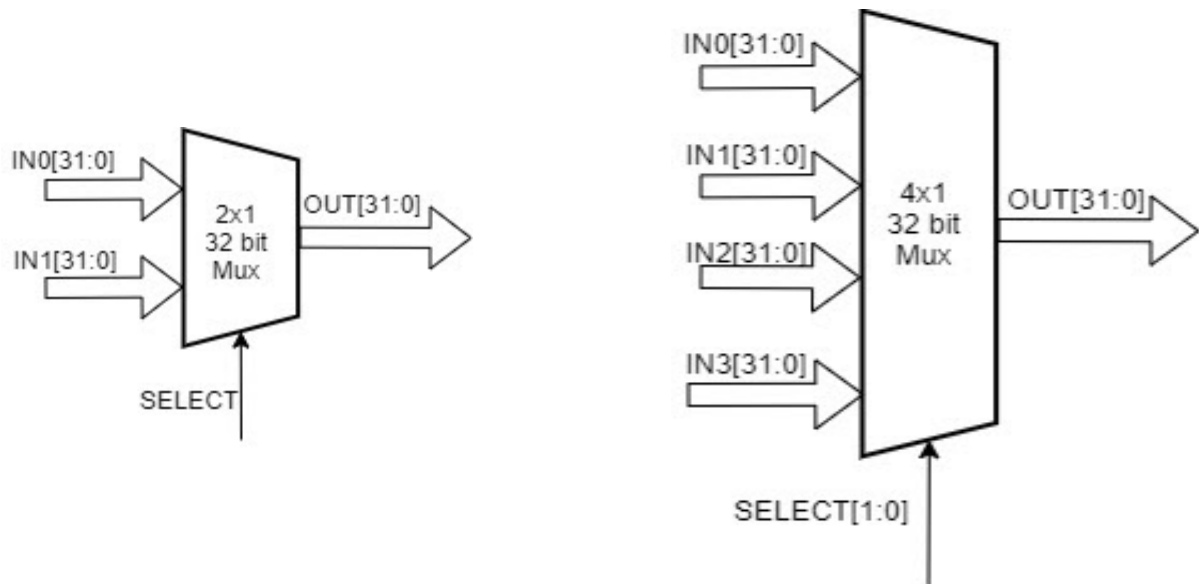 IN0[31:0]
IN1[31:0]
2x1
32 bit
Mux
OUT[31:0]
SELECT
IN0[31:0]
IN1[31:0]
IN2[31:0]
IN3[31:0]
4x1
32 bit
Mux
OUT[31:0]
SELECT[1:0]